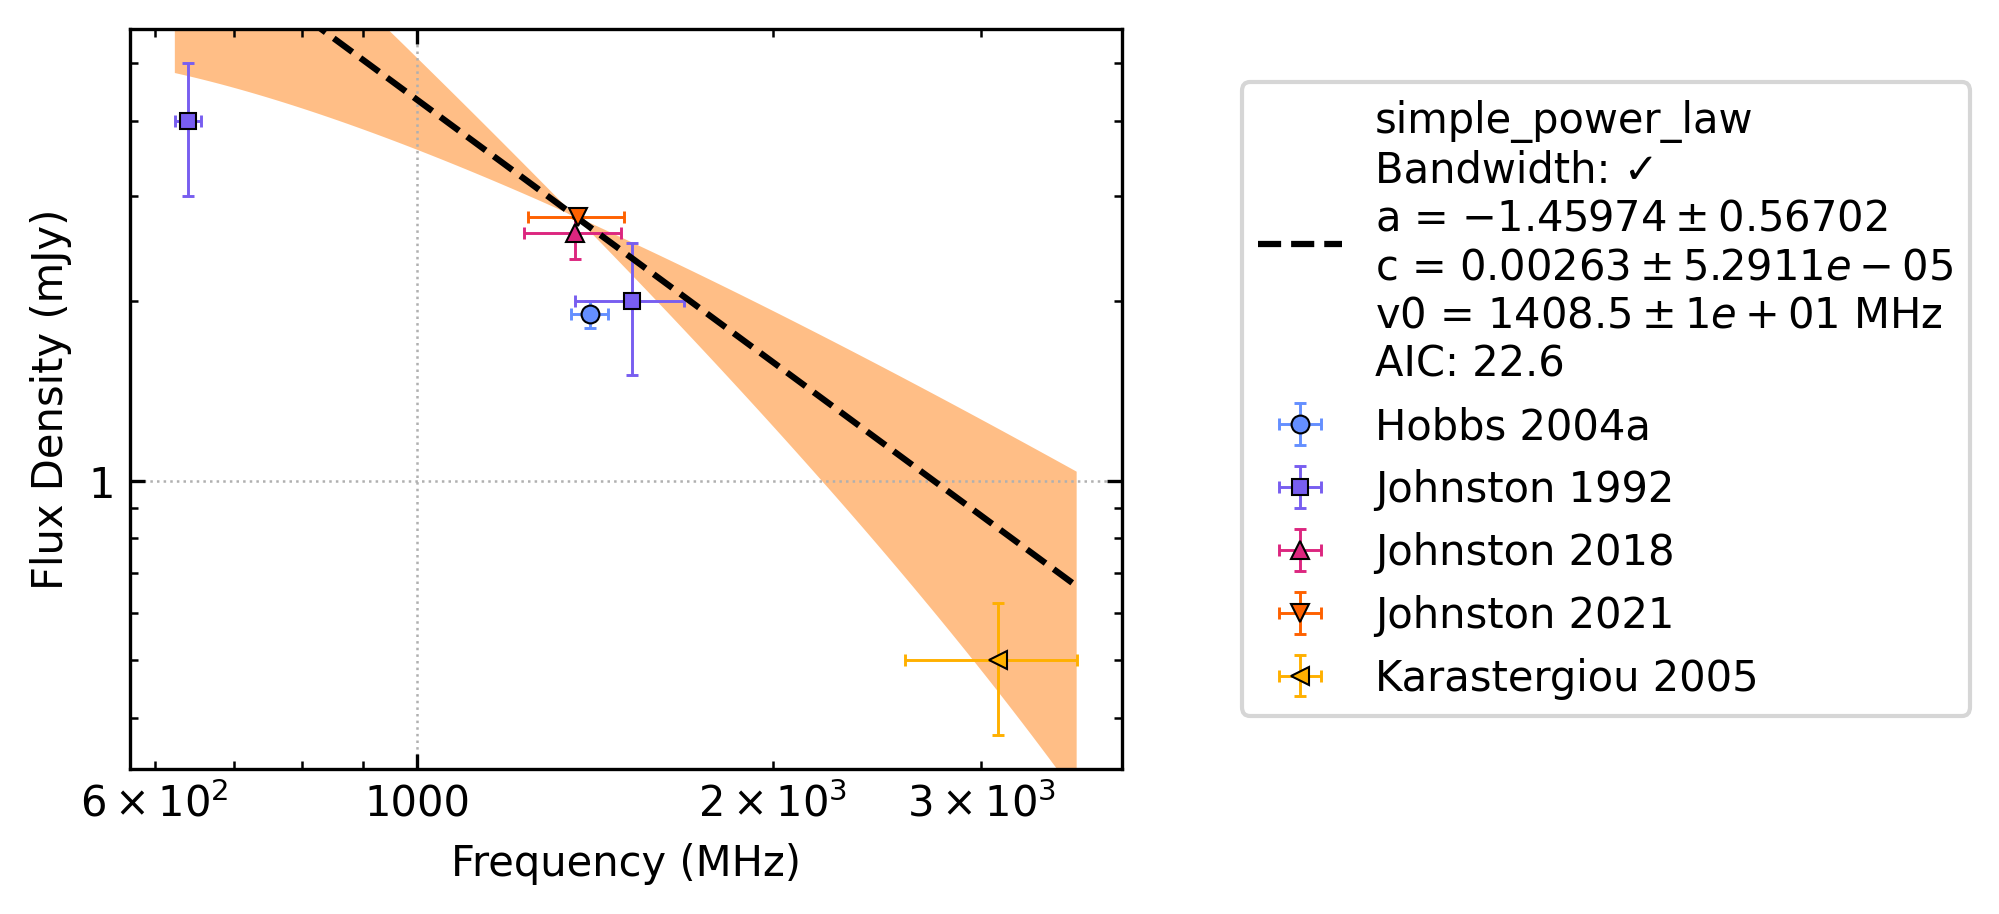 Flux Density (mJy)
1
6 × 10²
1000
2 × 10³
3 × 10³
Frequency (MHz)
simple_power_law
Bandwidth: ✓
a = −1.45974 ± 0.56702
c = 0.00263 ± 5.2911e − 05
v0 = 1408.5 ± 1e + 01 MHz
AIC: 22.6
Hobbs 2004a
Johnston 1992
Johnston 2018
Johnston 2021
Karastergiou 2005